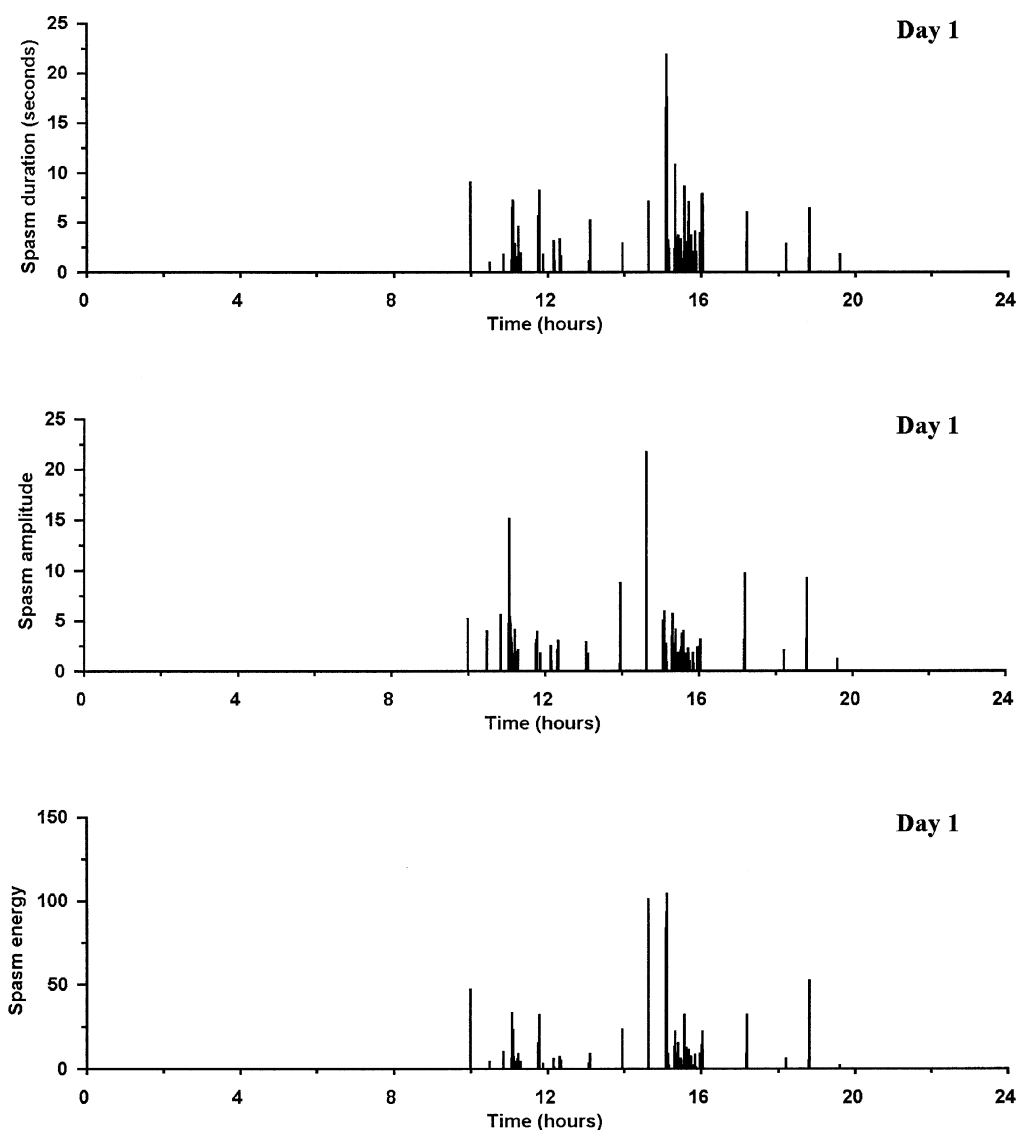 Day 1
Spasm duration (seconds)
25
20
15
10
5
0
0 4 8 12 16 20 24
Time (hours)
Day 1
Spasm amplitude
25
20
15
10
5
0
0 4 8 12 16 20 24
Time (hours)
Day 1
Spasm energy
150
100
50
0
0 4 8 12 16 20 24
Time (hours)